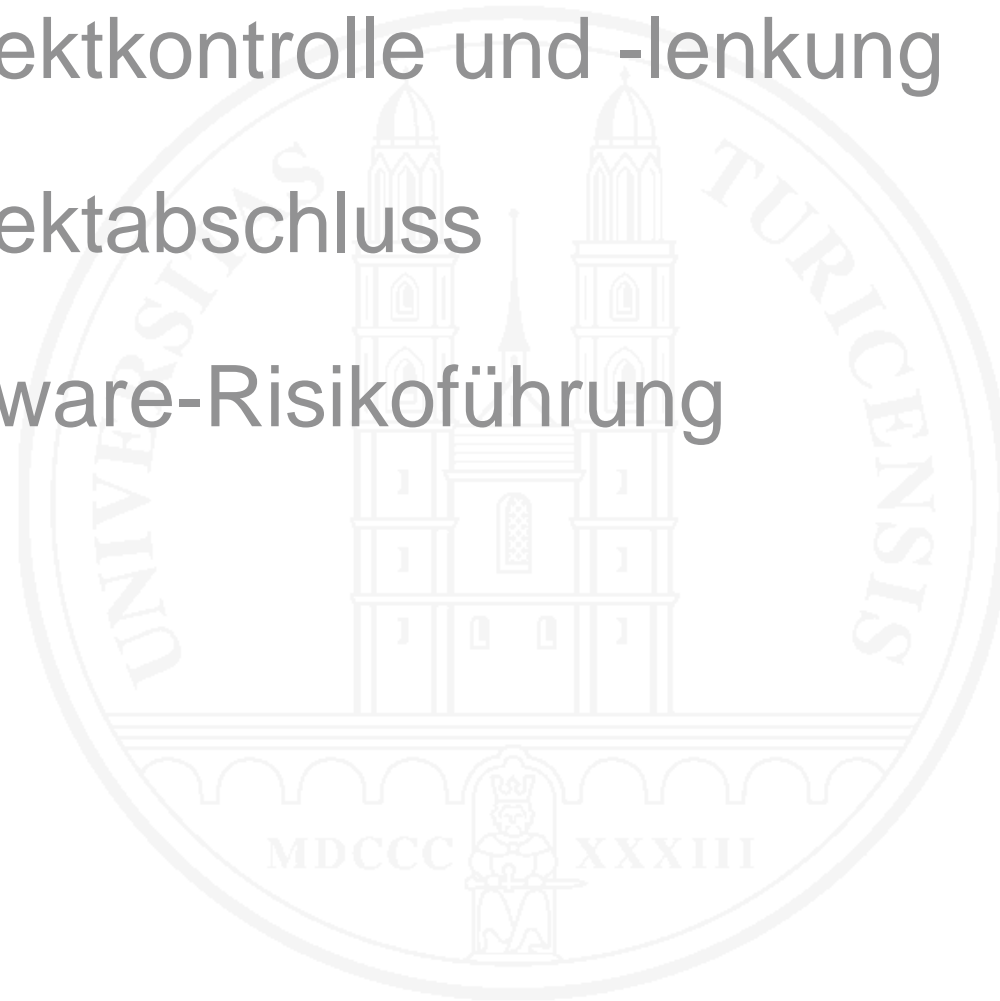 ektkontrolle und -lenkung
ektabschluss
ware-Risikoführung
UNIVERSITAS
TURICENSIS
MDCCC XXXIII